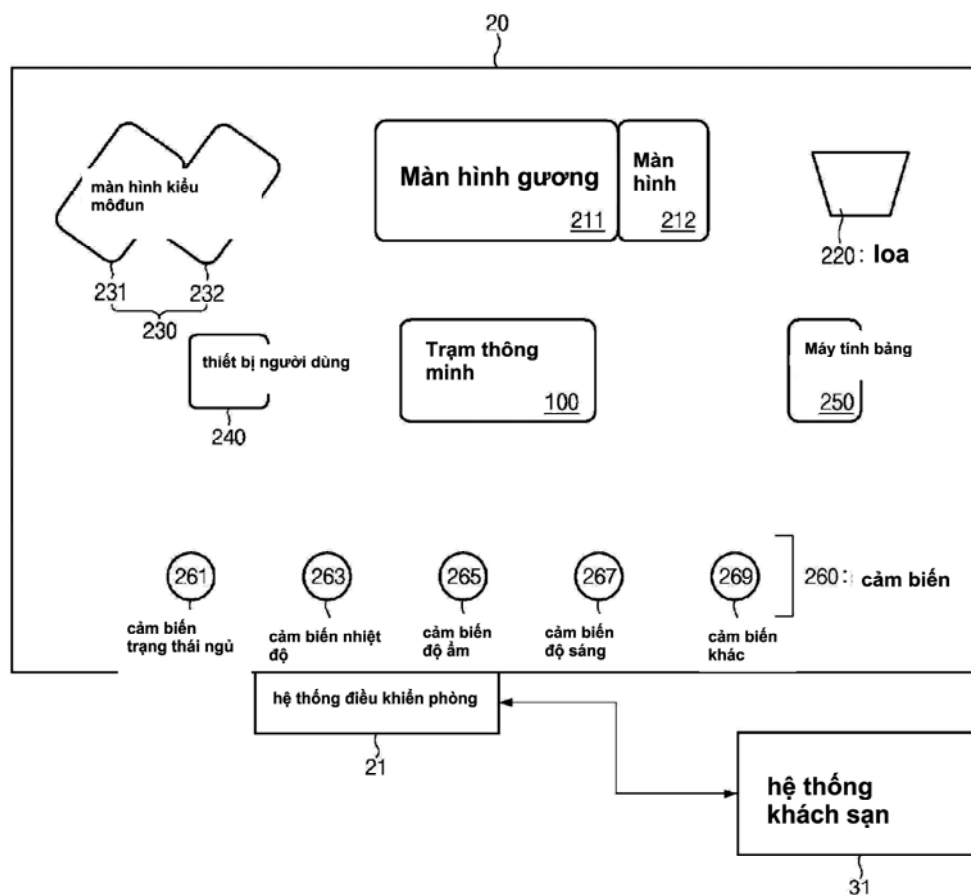 20
màn hình kiểu
môđun
Màn hình gương
211
Màn
hình
212
220: loa
231
232
230
thiết bị người dùng
240
Trạm thông
minh
100
Máy tính bảng
250
261
263
265
267
269
260: cảm biến
cảm biến
trạng thái ngủ
cảm biến nhiệt
độ
cảm biến
độ ẩm
cảm biến
độ sáng
cảm biến
khác
hệ thống điều khiển phòng
21
hệ thống
khách sạn
31